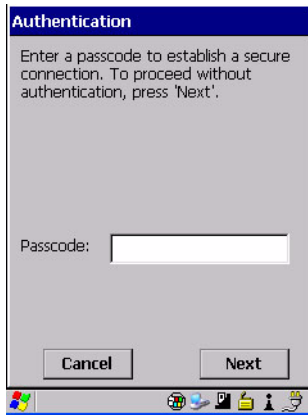 Authentication
Enter a passcode to establish a secure
connection. To proceed without
authentication, press 'Next'.
Passcode:
Cancel Next